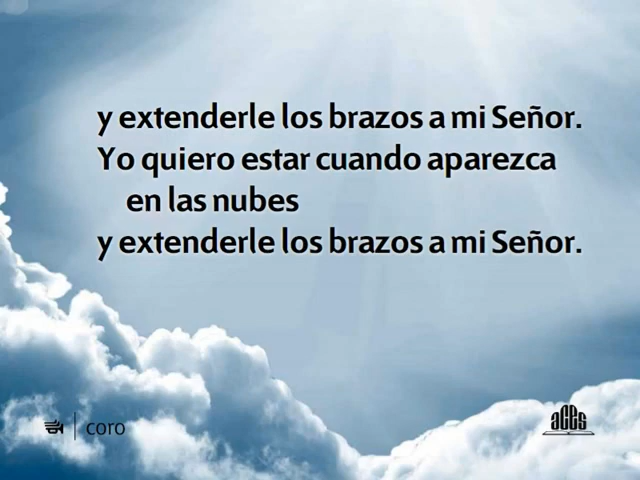 y extenderle los brazos a mi Señor.
Yo quiero estar cuando aparezca
en las nubes
y extenderle los brazos a mi Señor.
coro
aces